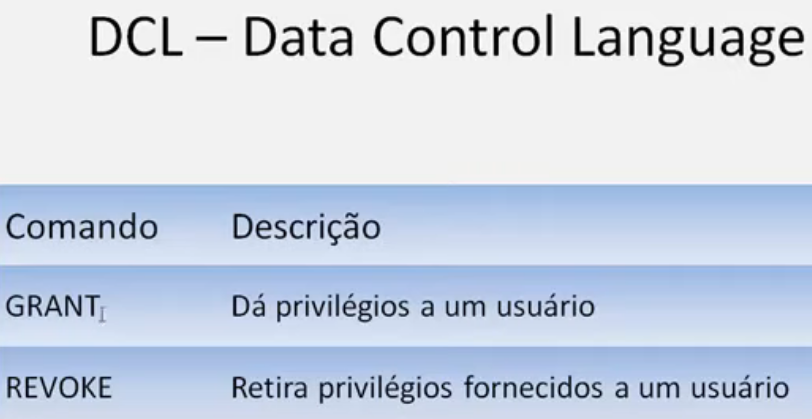 DCL – Data Control Language
Comando Descrição
GRANT Dá privilégios a um usuário
REVOKE Retira privilégios fornecidos a um usuário